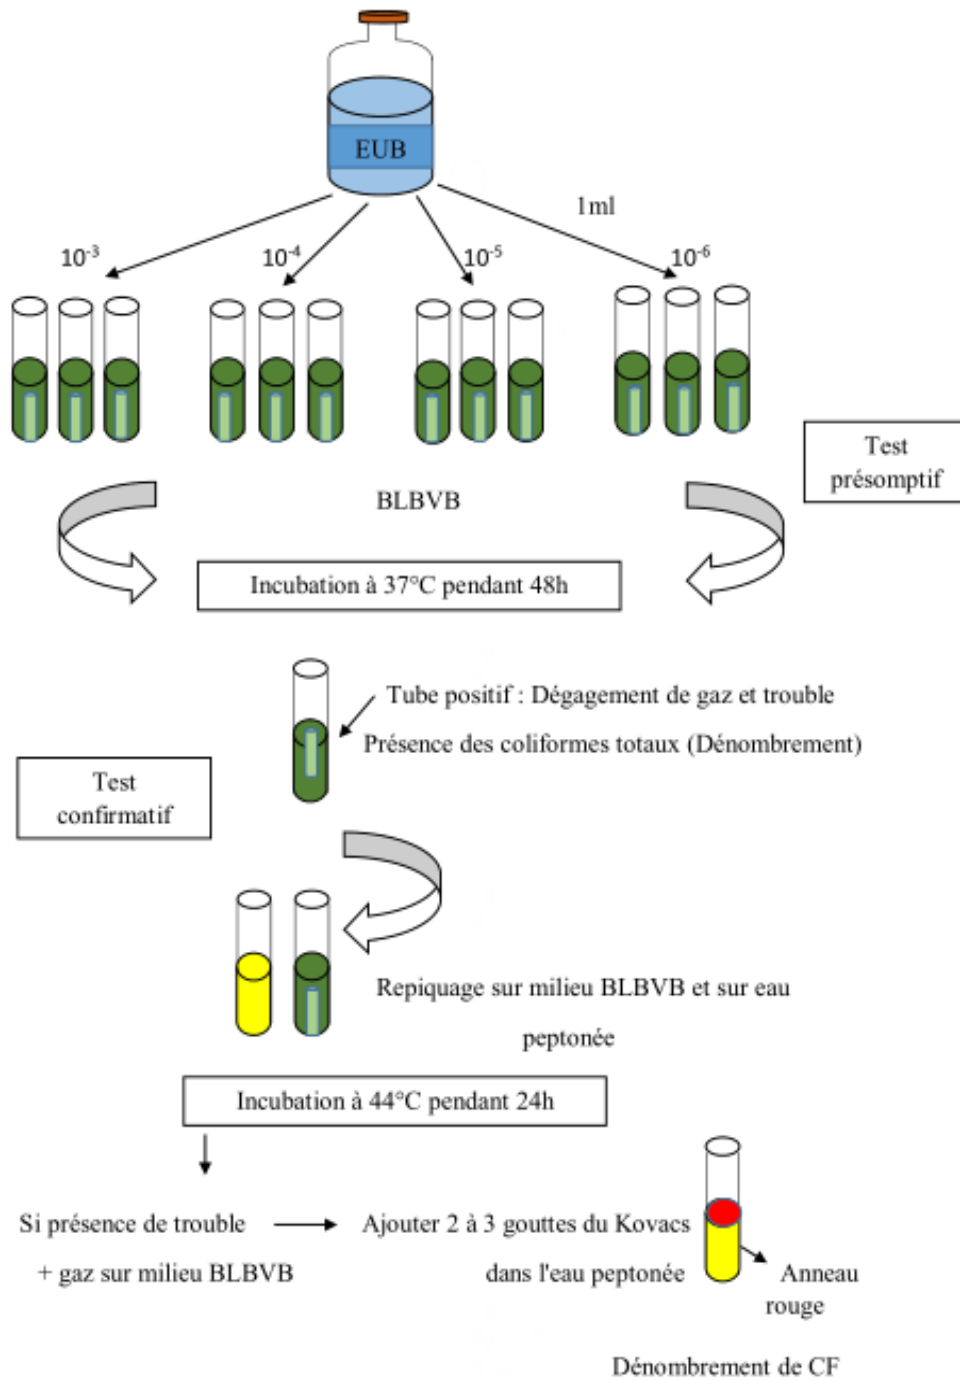 EUB
1ml
10-3
10-4
10-5
10-6
Test
présomptif
BLBVB
Incubation à 37°C pendant 48h
Tube positif : Dégagement de gaz et trouble
Présence des coliformes totaux (Dénombrement)
Test
confirmatif
Repiquage sur milieu BLBVB et sur eau
peptonée
Incubation à 44°C pendant 24h
Si présence de trouble
+ gaz sur milieu BLBVB
Ajouter 2 à 3 gouttes du Kovacs
dans l'eau peptonée
Anneau
rouge
Dénombrement de CF